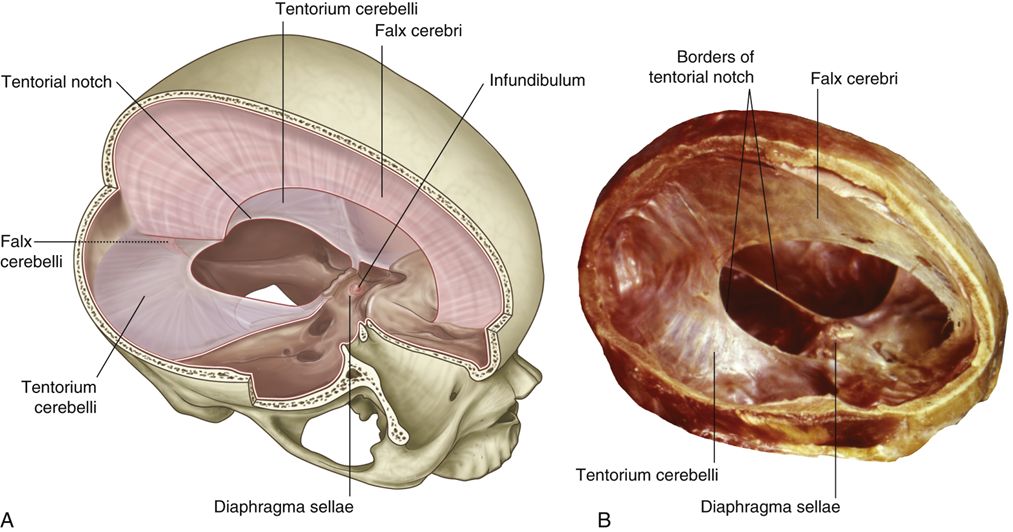 Tentorium cerebelli
Falx cerebri
Tentorial notch
Infundibulum
Falx
cerebelli
Tentorium
cerebelli
Diaphragma sellae
A
Borders of
tentorial notch
Falx cerebri
Tentorium cerebelli
Diaphragma sellae
B